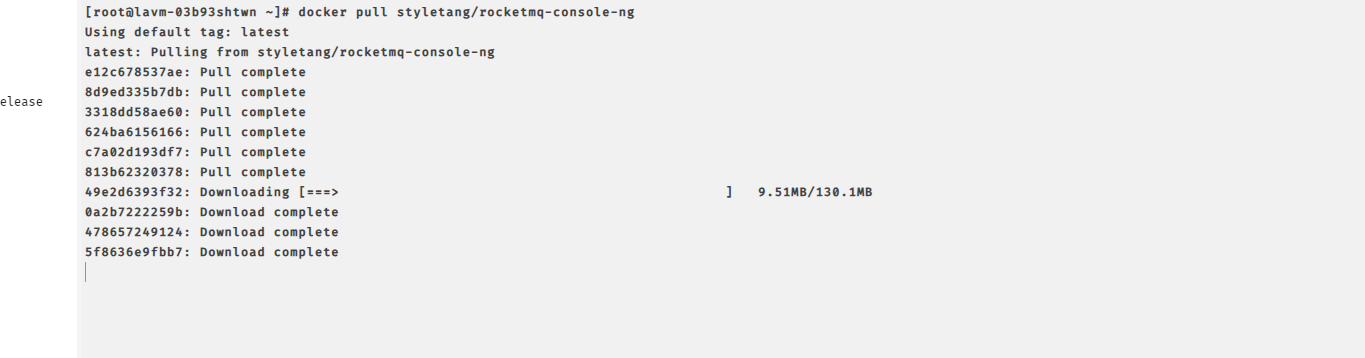 [root@lavm-03b93shtwn ~]# docker pull styletang/rocketmq-console-ng
Using default tag: latest
latest: Pulling from styletang/rocketmq-console-ng
e12c678537ae: Pull complete
8d9ed335b7db: Pull complete
elease
3318dd58ae60: Pull complete
624ba6156166: Pull complete
c7a02d193df7: Pull complete
813b62320378: Pull complete
49e2d6393f32: Downloading [===>                                               ]   9.51MB/130.1MB
0a2b7222259b: Download complete
478657249124: Download complete
5f8636e9fbb7: Download complete